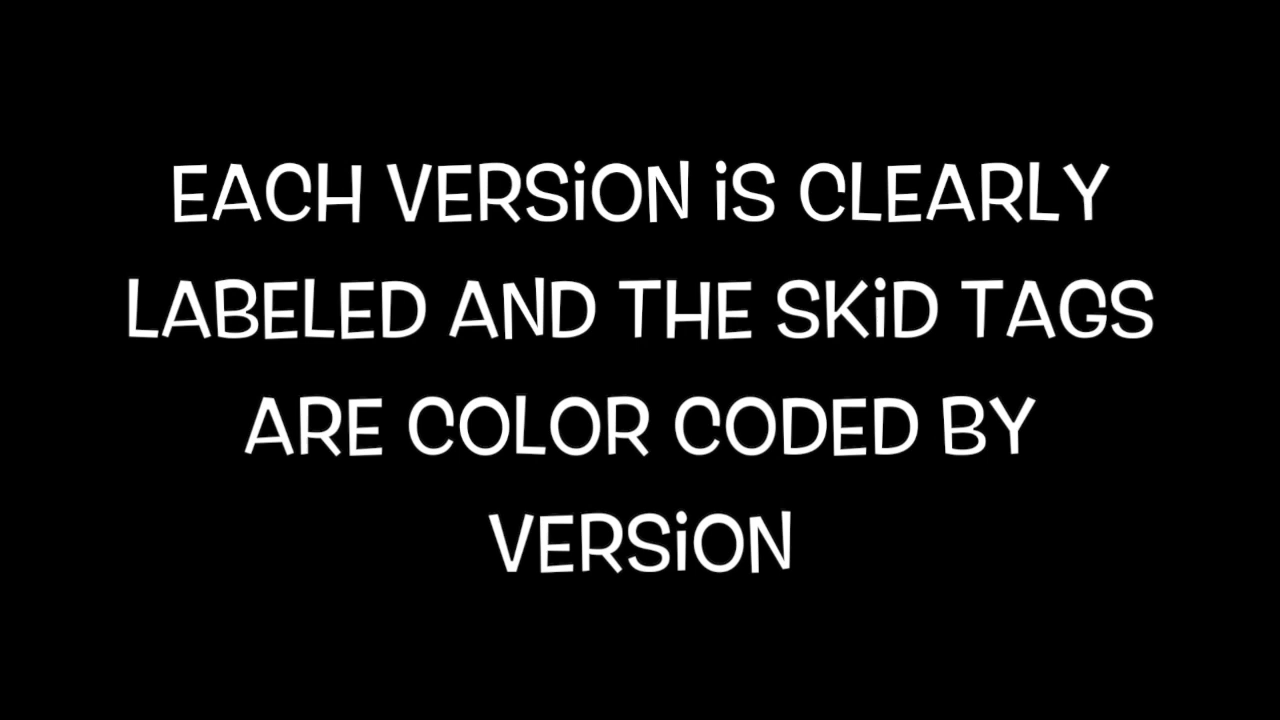 EACH VERSiON iS CLEARLY
LABELED AND THE SKiD TAGS
ARE COLOR CODED BY
VERSiON